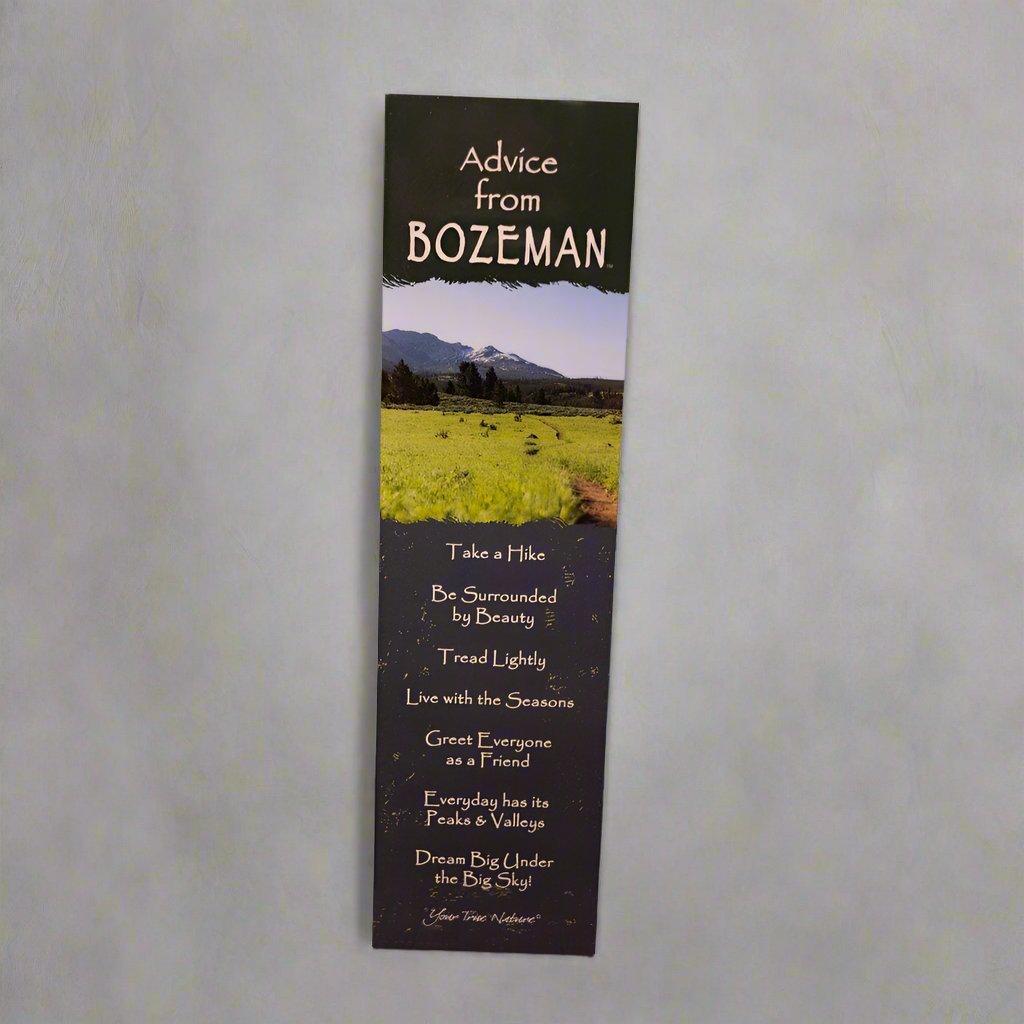 Advice
from
BOZEMAN™
Take a Hike
Be Surrounded
by Beauty
Tread Lightly
Live with the Seasons
Greet Everyone
as a Friend
Everyday has its
Peaks & Valleys
Dream Big Under
the Big Sky!
Your True Nature®